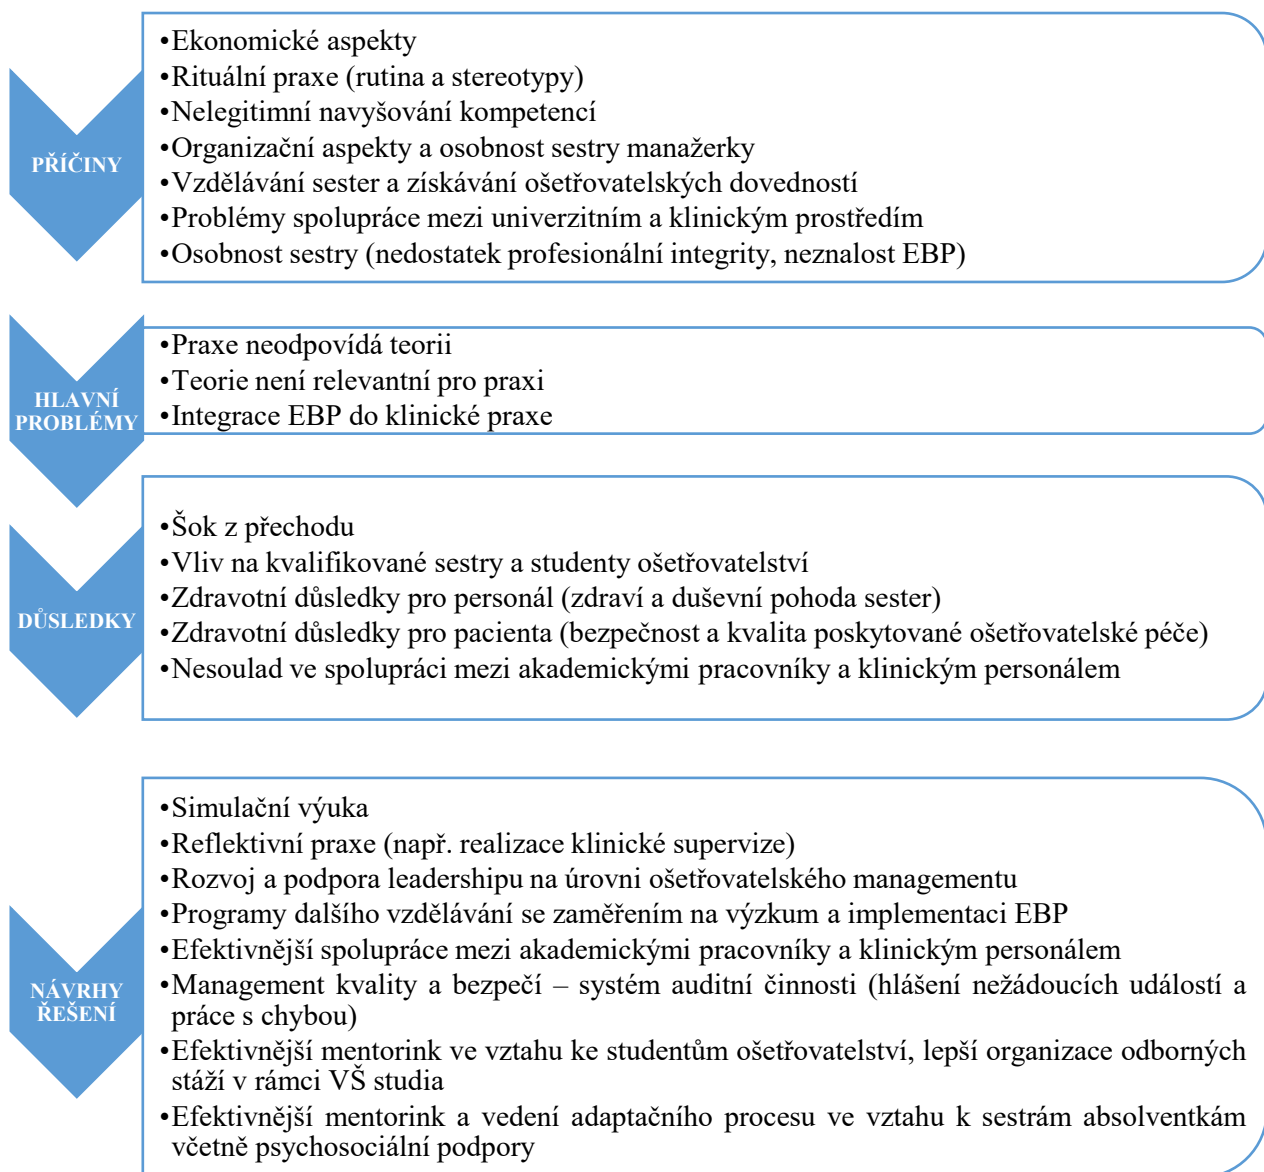 PŘÍČINY
•Ekonomické aspekty
•Rituální praxe (rutina a stereotypy)
•Nelegitimní navyšování kompetencí
•Organizační aspekty a osobnost sestry manažerky
•Vzdělávání sester a získávání ošetřovatelských dovedností
•Problémy spolupráce mezi univerzitním a klinickým prostředím
•Osobnost sestry (nedostatek profesionální integrity, neznalost EBP)
HLAVNÍ
PROBLÉMY
•Praxe neodpovídá teorii
•Teorie není relevantní pro praxi
•Integrace EBP do klinické praxe
DŮSLEDKY
•Šok z přechodu
•Vliv na kvalifikované sestry a studenty ošetřovatelství
•Zdravotní důsledky pro personál (zdraví a duševní pohoda sester)
•Zdravotní důsledky pro pacienta (bezpečnost a kvalita poskytované ošetřovatelské péče)
•Nesoulad ve spolupráci mezi akademickými pracovníky a klinickým personálem
NÁVRHY
ŘEŠENÍ
•Simulační výuka
•Reflektivní praxe (např. realizace klinické supervize)
•Rozvoj a podpora leadershipu na úrovni ošetřovatelského managementu
•Programy dalšího vzdělávání se zaměřením na výzkum a implementaci EBP
•Efektivnější spolupráce mezi akademickými pracovníky a klinickým personálem
•Management kvality a bezpečí – systém auditní činnosti (hlášení nežádoucích událostí a
práce s chybou)
•Efektivnější mentorink ve vztahu ke studentům ošetřovatelství, lepší organizace odborných
stáží v rámci VŠ studia
•Efektivnější mentorink a vedení adaptačního procesu ve vztahu k sestrám absolventkám
včetně psychosociální podpory